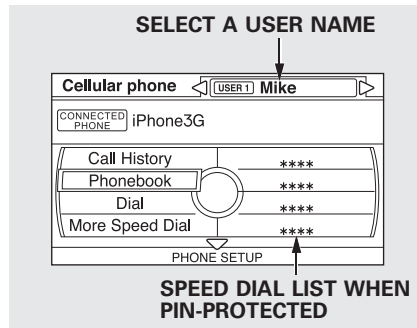 SELECT A USER NAME
Cellular phone USER 1 Mike
CONNECTED PHONE iPhone3G
Call History ****
Phonebook ****
Dial ****
More Speed Dial ****
PHONE SETUP
SPEED DIAL LIST WHEN
PIN-PROTECTED